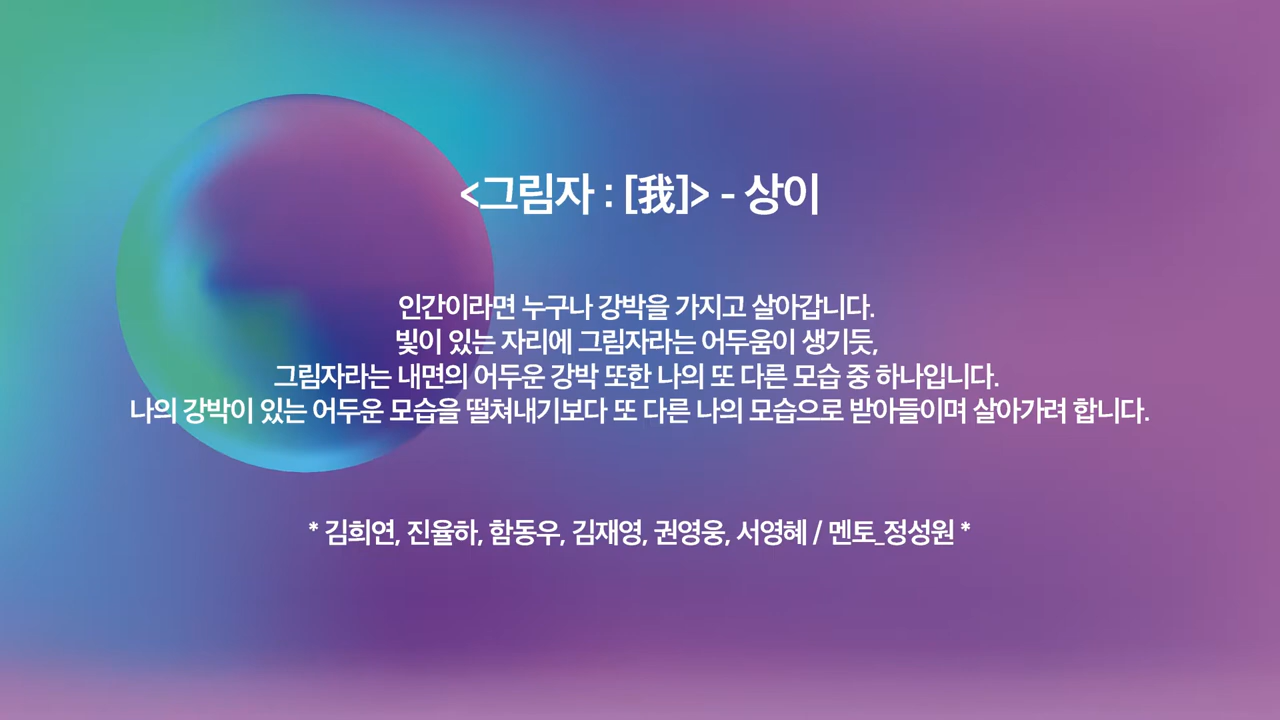 <그림자 : [我]> - 상이
인간이라면 누구나 강박을 가지고 살아갑니다.
빛이 있는 자리에 그림자라는 어두움이 생기듯,
그림자라는 내면의 어두운 강박 또한 나의 또 다른 모습 중 하나입니다.
나의 강박이 있는 어두운 모습을 떨쳐내기보다 또 다른 나의 모습으로 받아들이며 살아가려 합니다.
* 김희연, 진율하, 함동우, 김재영, 권영웅, 서영혜 / 멘토_정성원 *